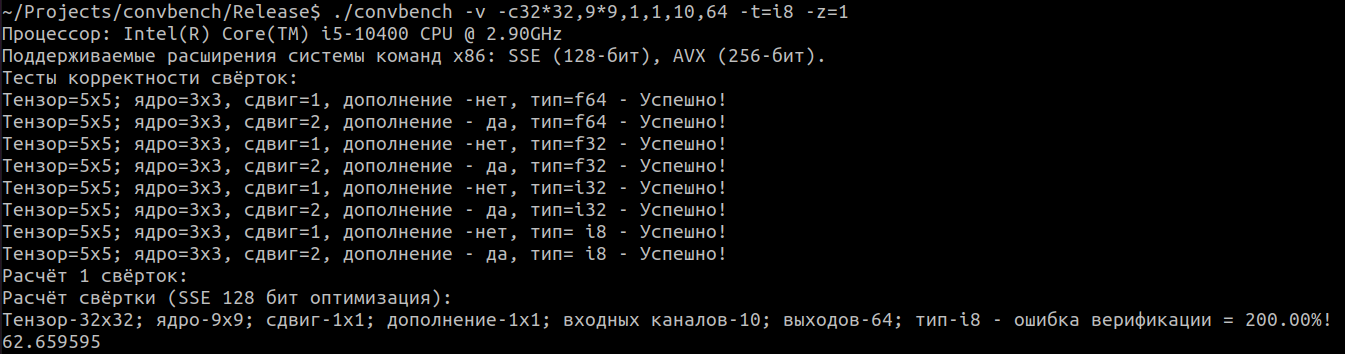 ~/Projects/convbench/Release$ ./convbench -v -c32*32,9*9,1,1,10,64 -t=i8 -z=1
Процессор: Intel(R) Core(TM) i5-10400 CPU @ 2.90GHz
Поддерживаемые расширения системы команд x86: SSE (128-бит), AVX (256-бит).
Тесты корректности свёрток:
Тензор=5x5; ядро=3x3, сдвиг=1, дополнение -нет, тип=f64 - Успешно!
Тензор=5x5; ядро=3x3, сдвиг=2, дополнение - да, тип=f64 - Успешно!
Тензор=5x5; ядро=3x3, сдвиг=1, дополнение -нет, тип=f32 - Успешно!
Тензор=5x5; ядро=3x3, сдвиг=2, дополнение - да, тип=f32 - Успешно!
Тензор=5x5; ядро=3x3, сдвиг=1, дополнение -нет, тип=i32 - Успешно!
Тензор=5x5; ядро=3x3, сдвиг=2, дополнение - да, тип=i32 - Успешно!
Тензор=5x5; ядро=3x3, сдвиг=1, дополнение -нет, тип= i8 - Успешно!
Тензор=5x5; ядро=3x3, сдвиг=2, дополнение - да, тип= i8 - Успешно!
Расчёт 1 свёрток:
Расчёт свёртки (SSE 128 бит оптимизация):
Тензор-32x32; ядро-9x9; сдвиг-1x1; дополнение-1x1; входных каналов-10; выходов-64; тип-i8 - ошибка верификации = 200.00%!
62.659595